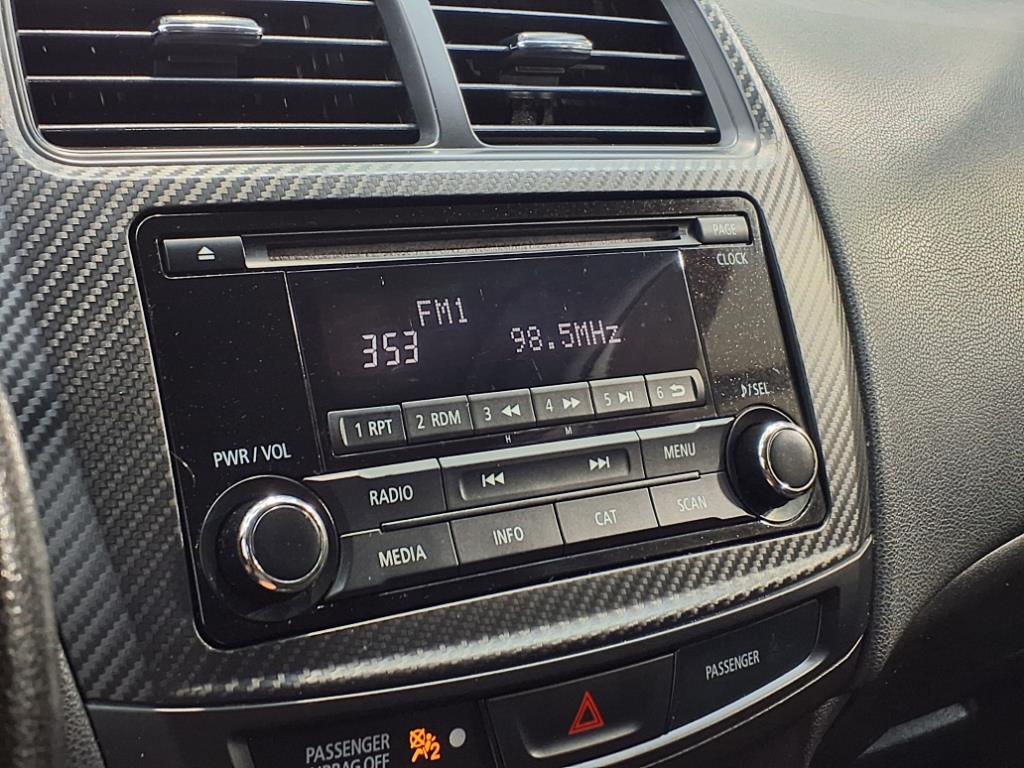 PAGE
CLOCK
FM1
353 98.5MHz
1 RPT 2 RDM 3 4 5 6
H M
♪/SEL
PWR / VOL
RADIO MENU
MEDIA INFO CAT SCAN
PASSENGER
PASSENGER
AIRBAG OFF
2